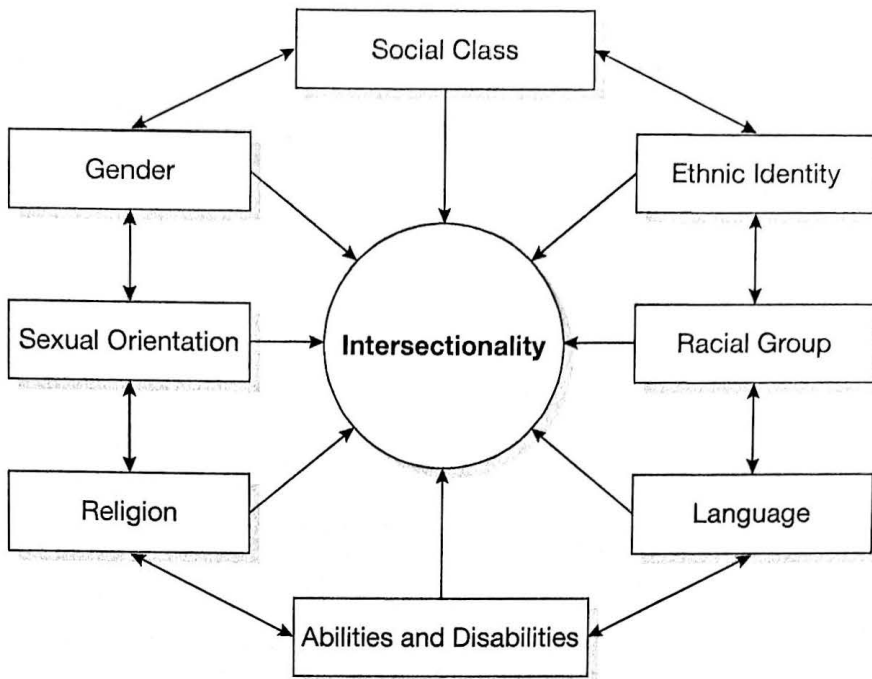 Social Class
Gender
Ethnic Identity
Sexual Orientation
Intersectionality
Racial Group
Religion
Language
Abilities and Disabilities